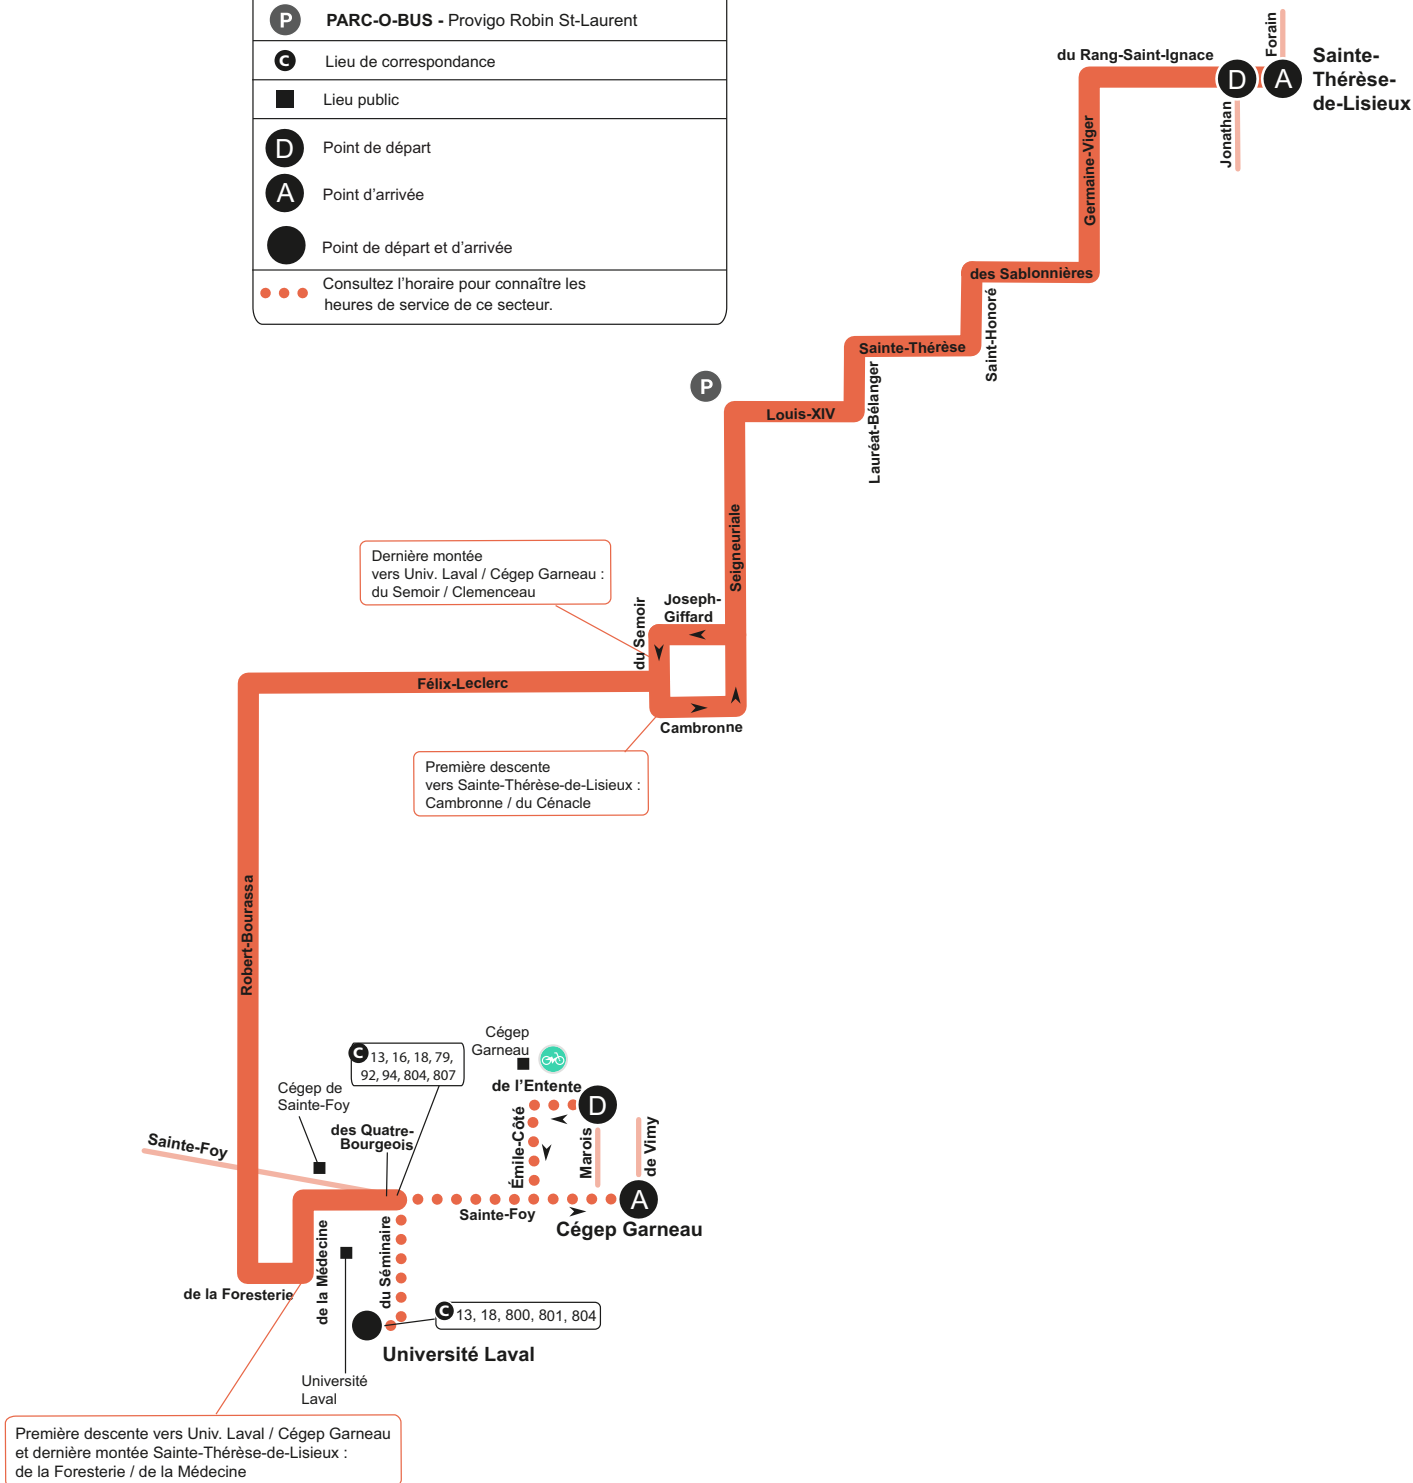 P PARC-O-BUS - Provigo Robin St-Laurent
C Lieu de correspondance
Lieu public
D Point de départ
A Point d'arrivée
Point de départ et d'arrivée
Consultez l'horaire pour connaître les
heures de service de ce secteur.
Forain
du Rang-Saint-Ignace
D
A
Sainte-
Thérèse-
de-Lisieux
Jonathan
Germaine-Viger
des Sablonnières
Saint-Honoré
Sainte-Thérèse
Lauréat-Bélanger
P
Louis-XIV
Seigneuriale
Dernière montée
vers Univ. Laval / Cégep Garneau :
du Semoir / Clemenceau
Joseph-
Giffard
du Semoir
Félix-Leclerc
Cambronne
Première descente
vers Sainte-Thérèse-de-Lisieux :
Cambronne / du Cénacle
Robert-Bourassa
Cégep
Garneau
C 13, 16, 18, 79,
92, 94, 804, 807
de l'Entente
D
Cégep de
Sainte-Foy
des Quatre-
Bourgeois
Émile-Côté
Marois
de Vimy
Sainte-Foy
A
Sainte-Foy
Cégep Garneau
de la Médecine
du Séminaire
de la Foresterie
C 13, 18, 800, 801, 804
Université Laval
Université
Laval
Première descente vers Univ. Laval / Cégep Garneau
et dernière montée Sainte-Thérèse-de-Lisieux :
de la Foresterie / de la Médecine